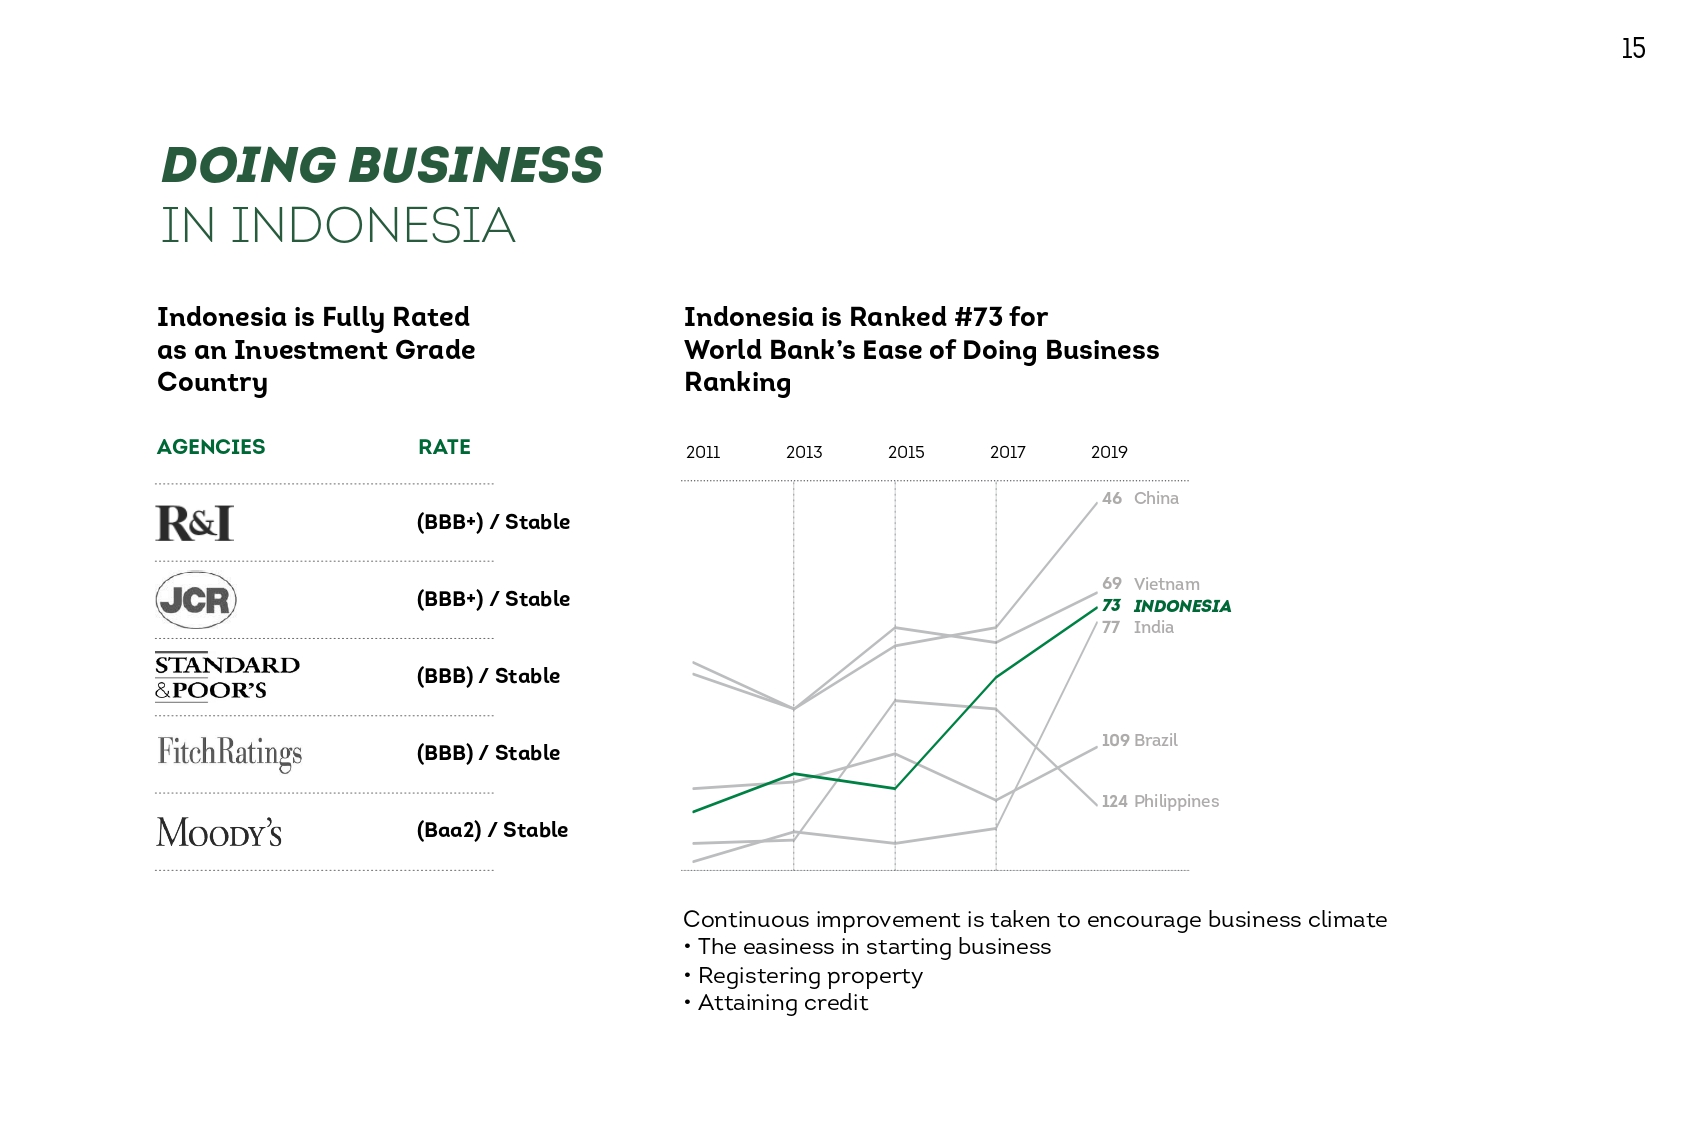 15
DOING BUSINESS
IN INDONESIA
Indonesia is Fully Rated
as an Investment Grade
Country
AGENCIES RATE
R&I (BBB+) / Stable
JCR (BBB+) / Stable
STANDARD
&POOR'S (BBB) / Stable
FitchRatings (BBB) / Stable
MOODY'S (Baa2) / Stable
Indonesia is Ranked #73 for
World Bank's Ease of Doing Business
Ranking
2011 2013 2015 2017 2019
46 China
69 Vietnam
73 INDONESIA
77 India
109 Brazil
124 Philippines
Continuous improvement is taken to encourage business climate
• The easiness in starting business
• Registering property
• Attaining credit